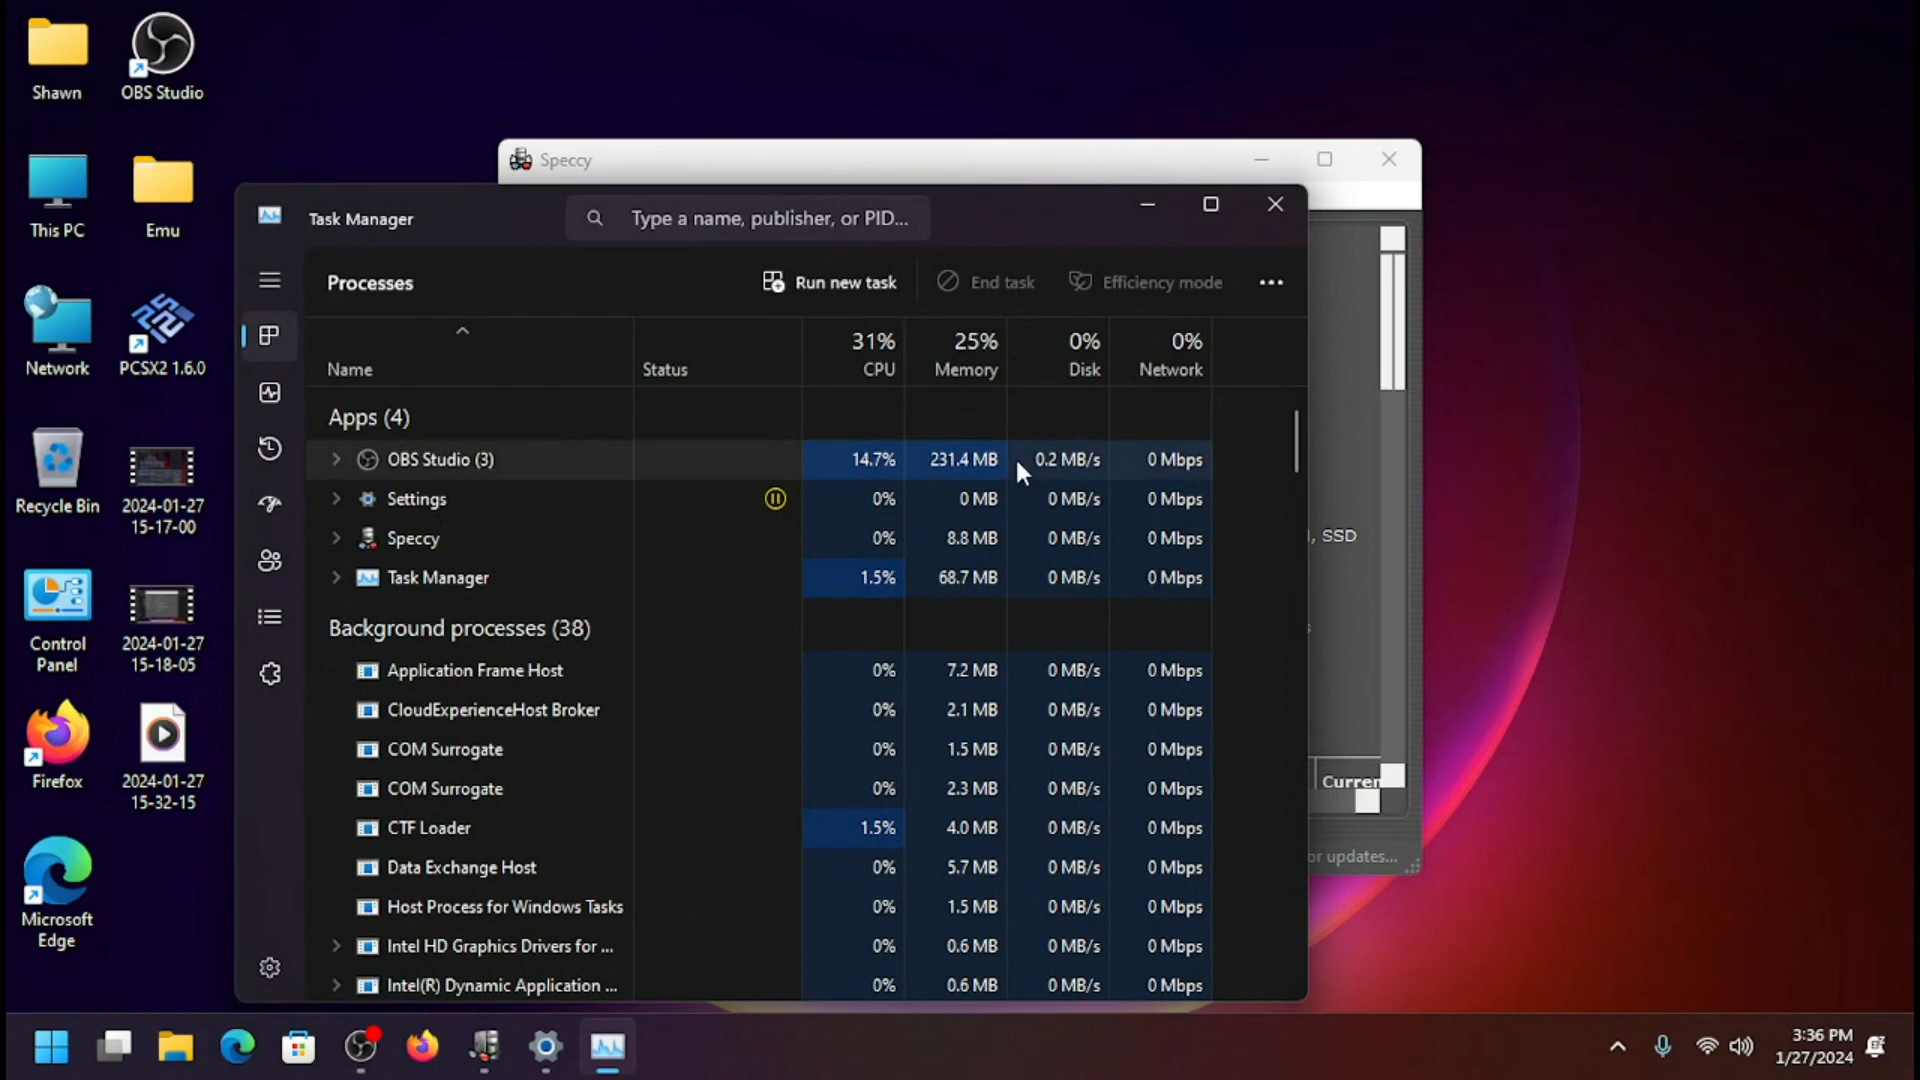 Shawn
OBS Studio
This PC
Emu
Network
PCSX2 1.6.0
Recycle Bin
2024-01-27
15-17-00
Control
Panel
2024-01-27
15-18-05
Firefox
2024-01-27
15-32-15
Microsoft
Edge
Speccy
Task Manager
Type a name, publisher, or PID...
Processes
Run new task
End task
Efficiency mode
31% 25% 0% 0%
Name Status CPU Memory Disk Network
Apps (4)
OBS Studio (3) 14.7% 231.4 MB 0.2 MB/s 0 Mbps
Settings 0% 0 MB 0 MB/s 0 Mbps
Speccy 0% 8.8 MB 0 MB/s 0 Mbps
Task Manager 1.5% 68.7 MB 0 MB/s 0 Mbps
Background processes (38)
Application Frame Host 0% 7.2 MB 0 MB/s 0 Mbps
CloudExperienceHost Broker 0% 2.1 MB 0 MB/s 0 Mbps
COM Surrogate 0% 1.5 MB 0 MB/s 0 Mbps
COM Surrogate 0% 2.3 MB 0 MB/s 0 Mbps
CTF Loader 1.5% 4.0 MB 0 MB/s 0 Mbps
Data Exchange Host 0% 5.7 MB 0 MB/s 0 Mbps
Host Process for Windows Tasks 0% 1.5 MB 0 MB/s 0 Mbps
Intel HD Graphics Drivers for ... 0% 0.6 MB 0 MB/s 0 Mbps
Intel(R) Dynamic Application ... 0% 0.6 MB 0 MB/s 0 Mbps
, SSD
Curren
or updates...
3:36 PM
1/27/2024